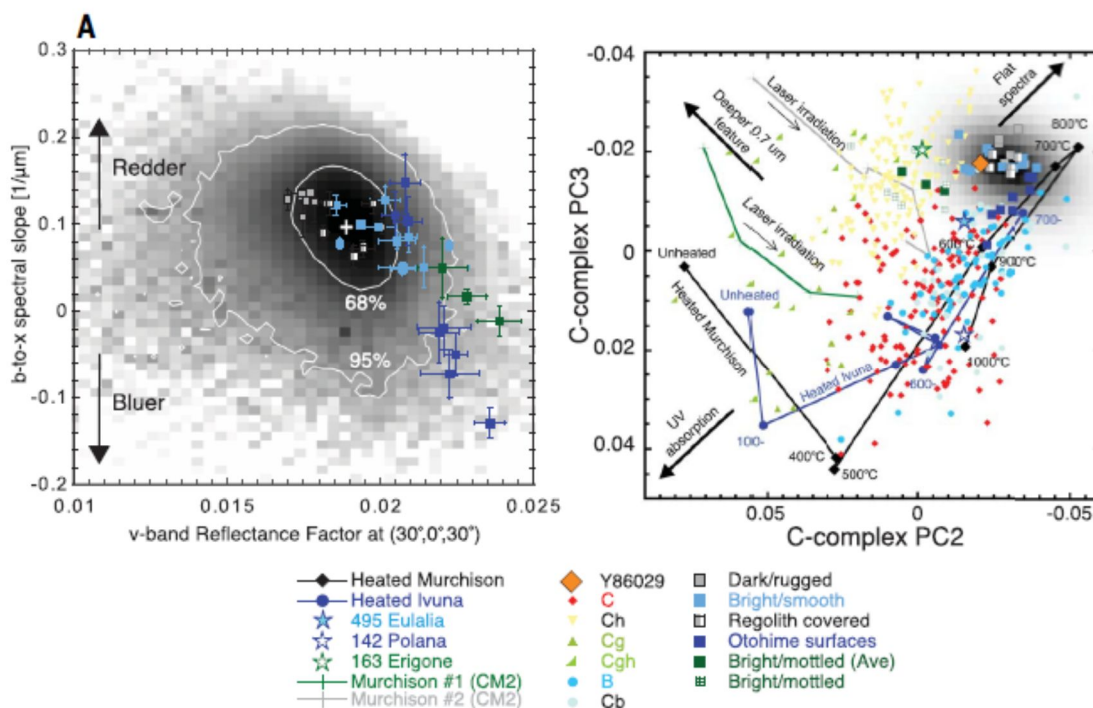 A
0.3
0.2
0.1
0
-0.1
-0.2
b-to-x spectral slope [1/μm]
Redder
Bluer
68%
95%
0.01
0.015
0.02
0.025
v-band Reflectance Factor at (30°,0°,30°)
-0.04
-0.02
0
0.02
0.04
C-complex PC3
Flat spectra
800°C
700°C
Laser irradiation
Deeper 0.7 um feature
Laser irradiation
700-
600°C
900°C
Unheated
Unheated
Heated Murchison
1000°C
600-
Heated Ivuna
100-
UV absorption
400°C
500°C
0.05
0
-0.05
C-complex PC2
Heated Murchison
Heated Ivuna
495 Eulalia
142 Polana
163 Erigone
Murchison #1 (CM2)
Murchison #2 (CM2)
Y86029
C
Ch
Cg
Cgh
B
Cb
Dark/rugged
Bright/smooth
Regolith covered
Otohime surfaces
Bright/mottled (Ave)
Bright/mottled